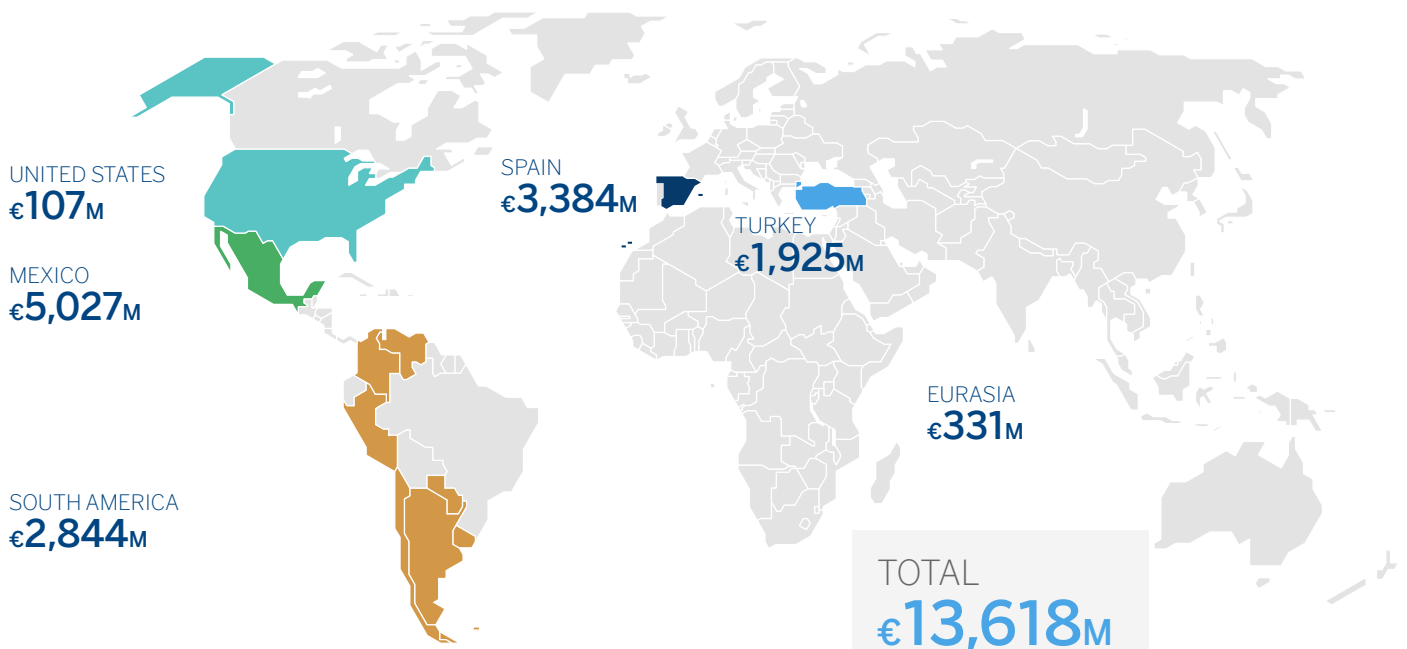 UNITED STATES
€107M
MEXICO
€5,027M
SOUTH AMERICA
€2,844M
SPAIN
€3,384M
TURKEY
€1,925M
EURASIA
€331M
TOTAL
€13,618M